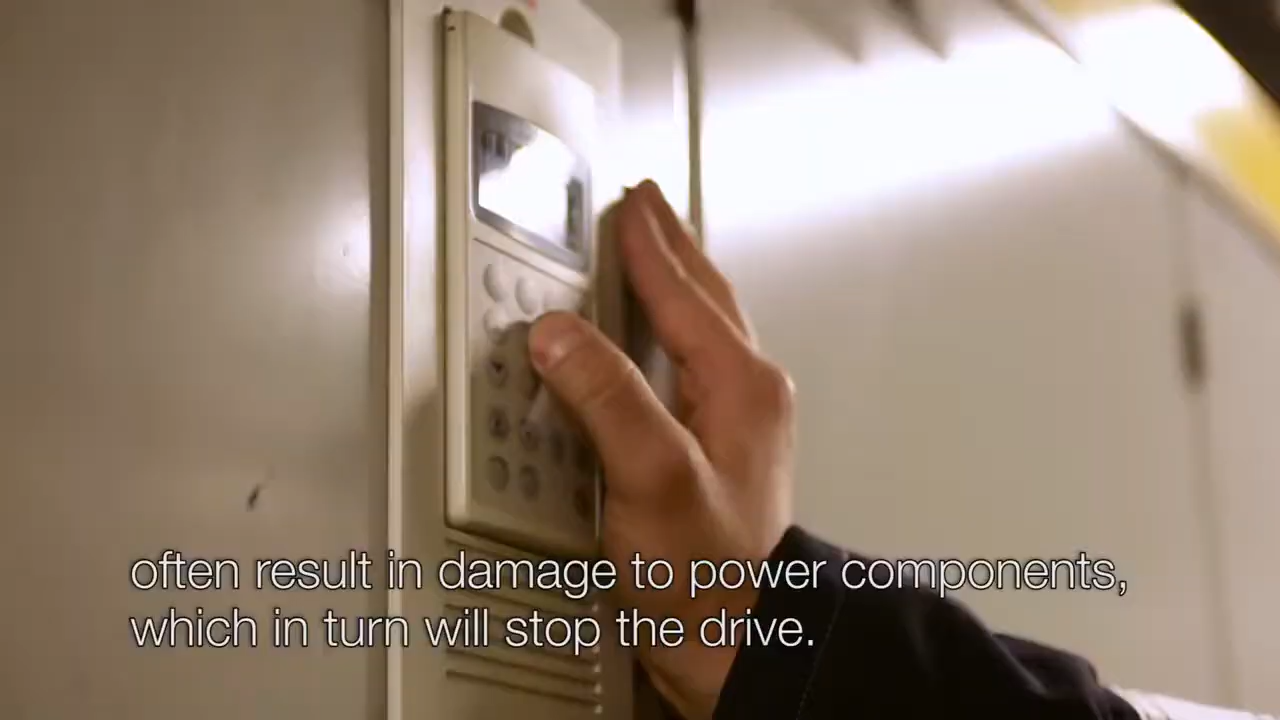 often result in damage to power components,
which in turn will stop the drive.